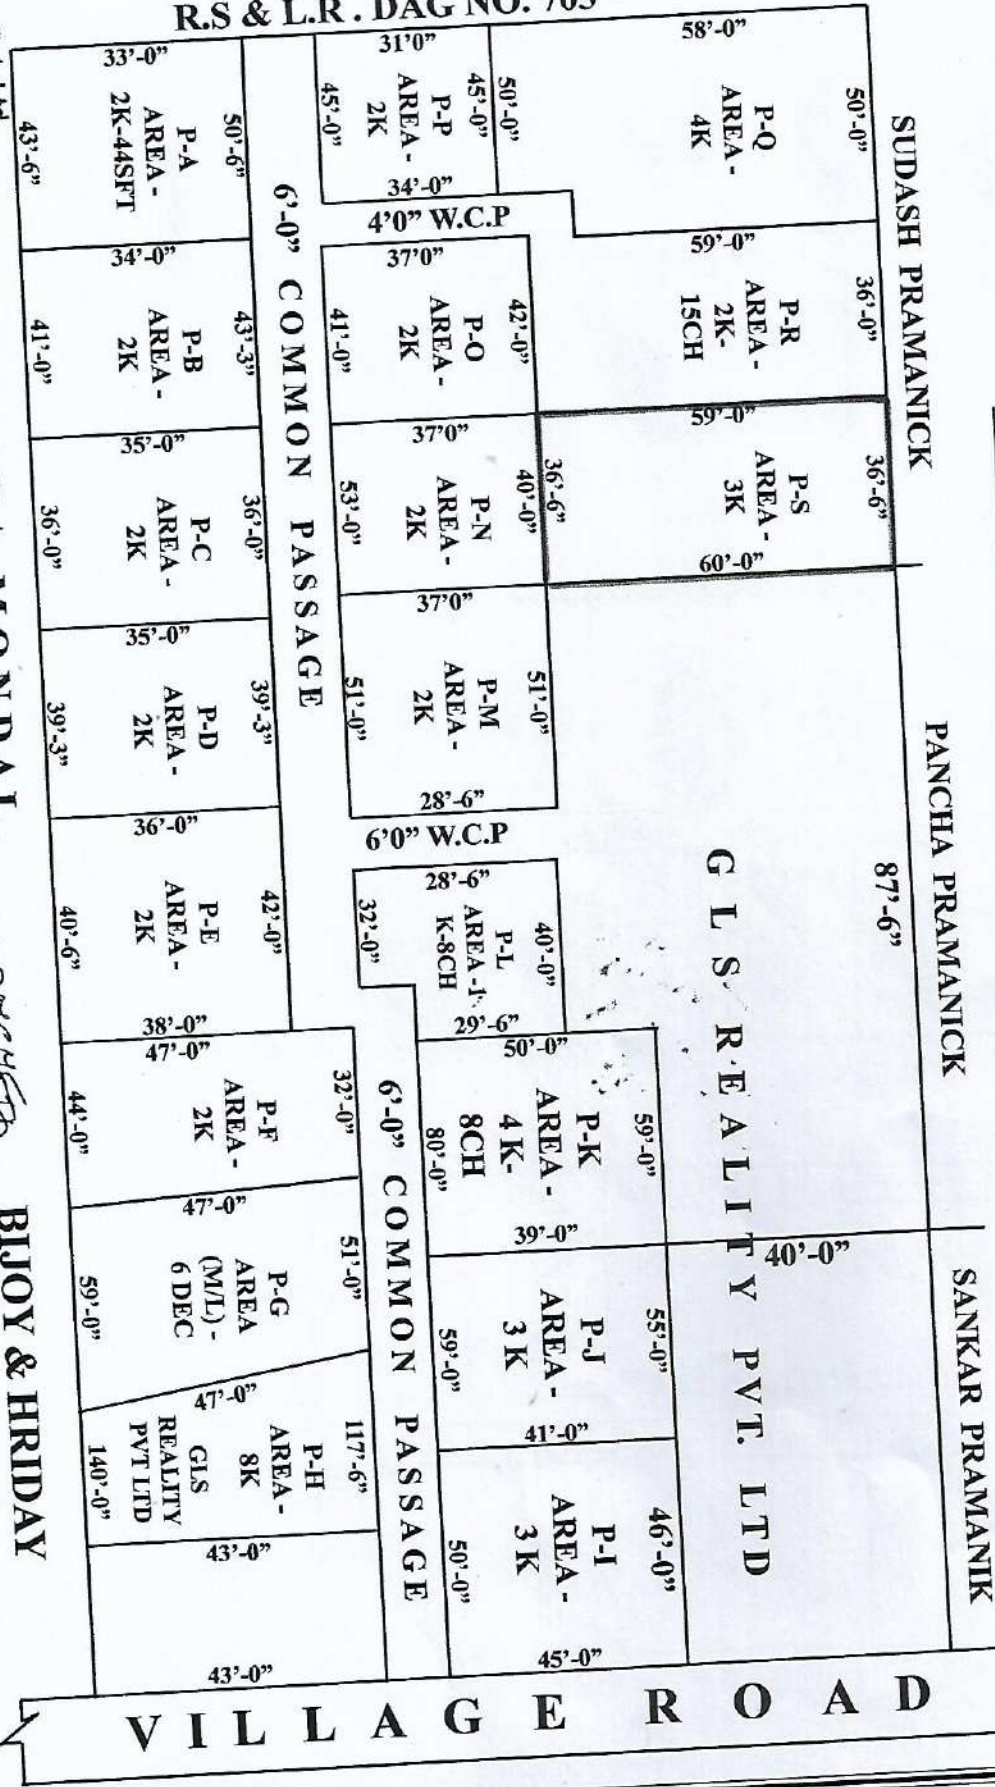 R.S & L.R. DAG NO. 703
33'-0"
P-A
AREA -
2K-44SFT
50'-6"
43'-6"
34'-0"
P-B
AREA -
2K
43'-3"
41'-0"
35'-0"
P-C
AREA -
2K
36'-0"
36'-0"
35'-0"
P-D
AREA -
2K
39'-3"
39'-3"
36'-0"
P-E
AREA -
2K
42'-0"
40'-6"
38'-0"
47'-0"
P-F
AREA -
2K
32'-0"
44'-0"
47'-0"
P-G
AREA
(M/L) -
6 DEC
51'-0"
59'-0"
47'-0"
P-H
AREA -
8K
GLS
REALITY
PVT LTD
117'-6"
140'-0"
43'-0"
43'-0"
6'-0" COMMON PASSAGE
6'-0" COMMON PASSAGE
31'0"
P-P
AREA -
2K
45'-0"
45'-0"
34'-0"
4'0" W.C.P
37'0"
P-O
AREA -
2K
42'-0"
41'-0"
37'0"
P-N
AREA -
2K
40'-0"
53'-0"
37'0"
P-M
AREA -
2K
51'-0"
51'-0"
28'-6"
6'0" W.C.P
28'-6"
P-L
AREA -1
K-8CH
40'-0"
32'-0"
29'-6"
50'-0"
P-K
AREA -
4 K-
8CH
59'-0"
80'-0"
39'-0"
P-J
AREA -
3 K
55'-0"
59'-0"
41'-0"
P-I
AREA -
3 K
46'-0"
50'-0"
45'-0"
58'-0"
P-Q
AREA -
4K
50'-0"
50'-0"
59'-0"
P-R
AREA -
2K-
15CH
36'-0"
59'-0"
P-S
AREA -
3K
36'-6"
36'-6"
60'-0"
GLS REALITY PVT. LTD
87'-6"
40'-0"
SUDASH PRAMANICK
PANCHA PRAMANICK
SANKAR PRAMANIK
MONDAL
BIJOY & HRIDAY
VILLAGE ROAD